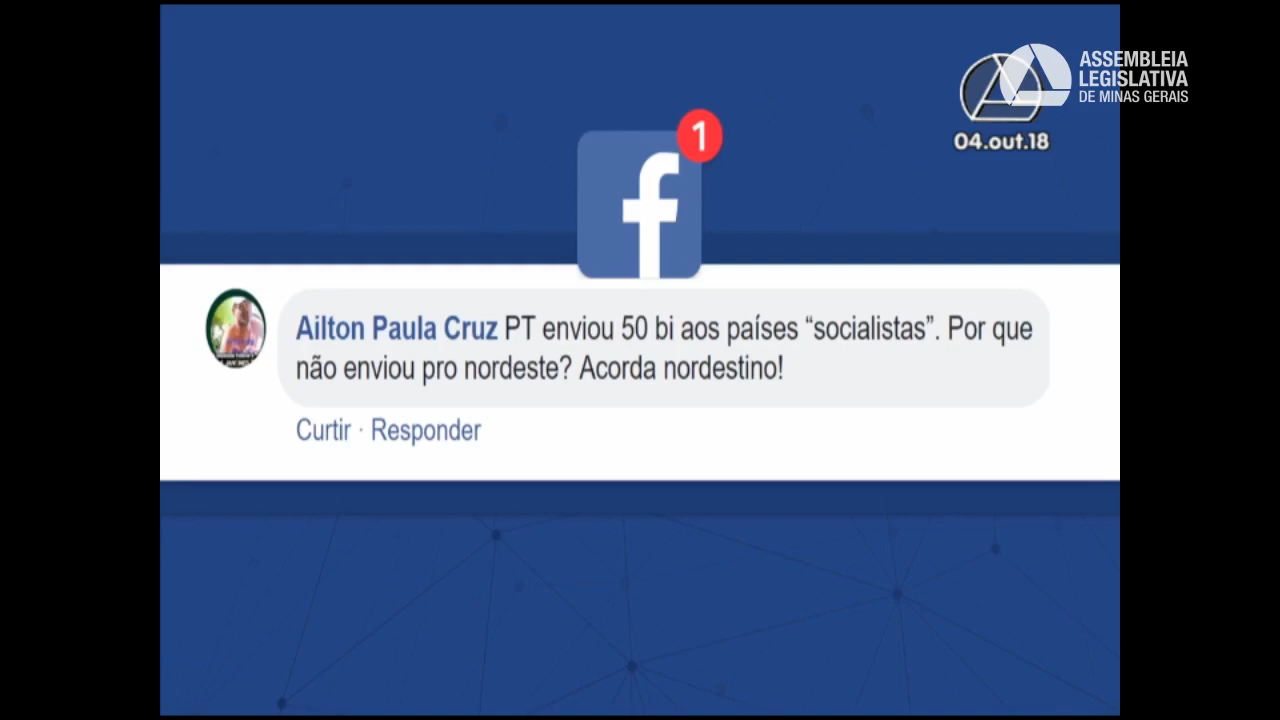 ASSEMBLEIA
LEGISLATIVA
DE MINAS GERAIS
04.out.18
1
f
Ailton Paula Cruz PT enviou 50 bi aos países “socialistas”. Por que
não enviou pro nordeste? Acorda nordestino!
Curtir · Responder